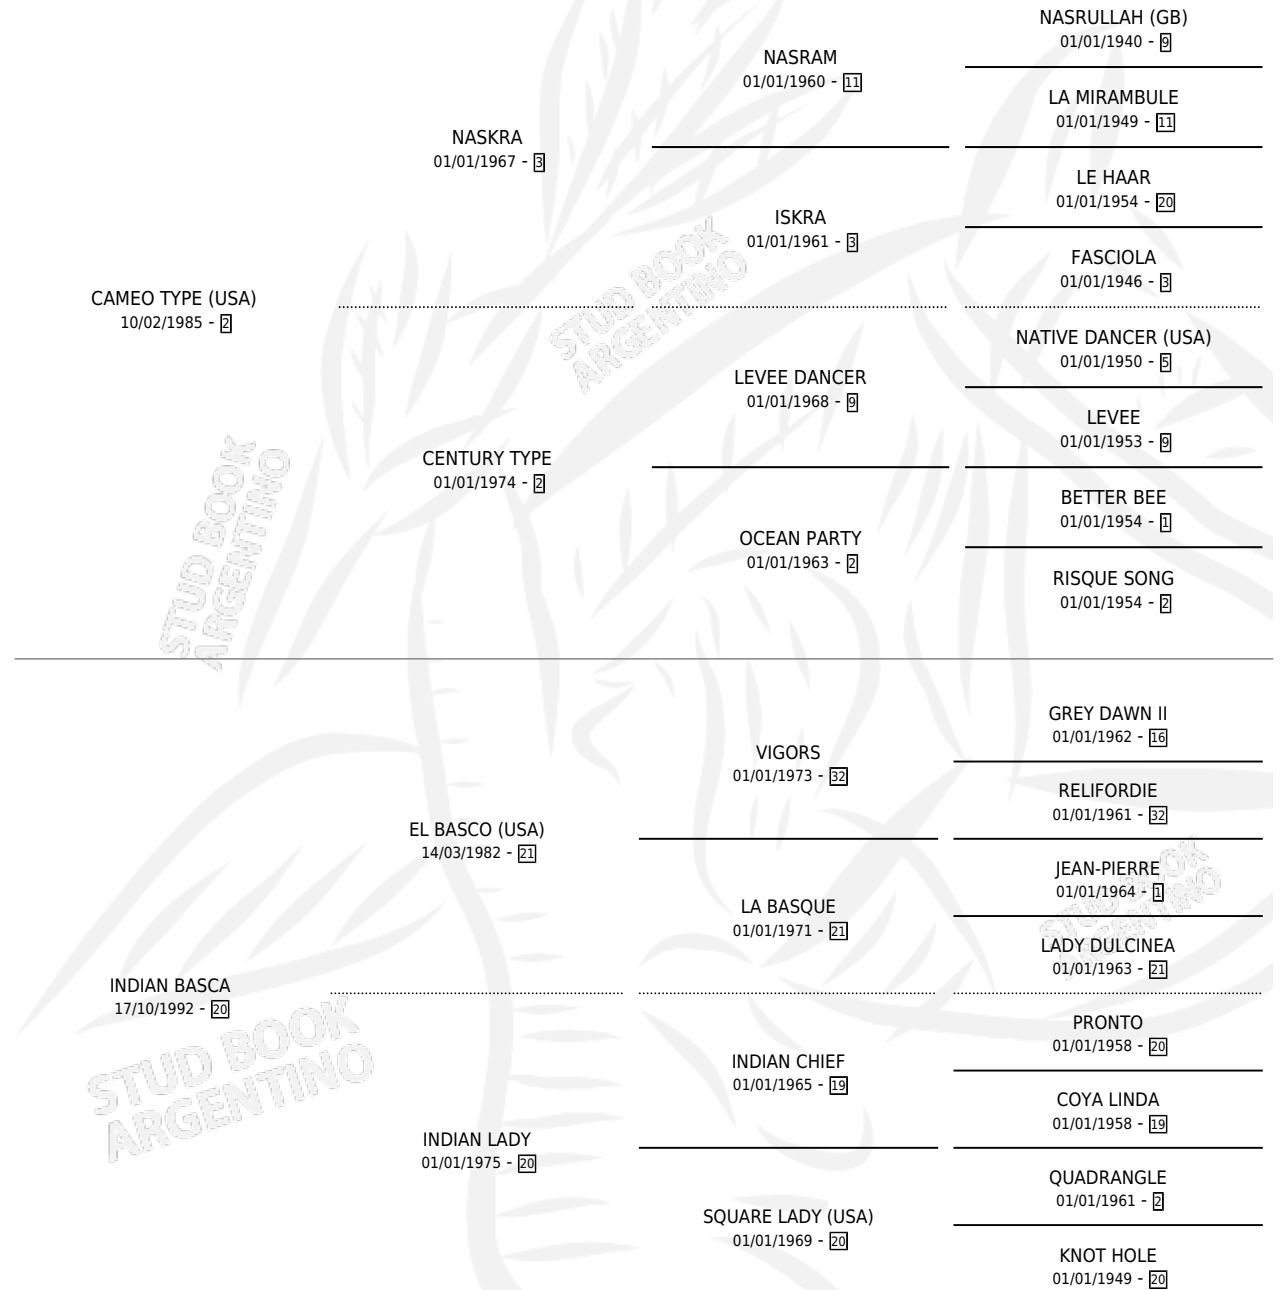 NASRULLAH (GB)
01/01/1940 - 9
NASRAM
01/01/1960 - 11
LA MIRAMBULE
01/01/1949 - 11
NASKRA
01/01/1967 - 3
LE HAAR
01/01/1954 - 20
ISKRA
01/01/1961 - 3
FASCIOLA
01/01/1946 - 3
CAMEO TYPE (USA)
10/02/1985 - 2
NATIVE DANCER (USA)
01/01/1950 - 5
LEVEE DANCER
01/01/1968 - 9
LEVEE
01/01/1953 - 9
CENTURY TYPE
01/01/1974 - 2
BETTER BEE
01/01/1954 - 1
OCEAN PARTY
01/01/1963 - 2
RISQUE SONG
01/01/1954 - 2
GREY DAWN II
01/01/1962 - 16
VIGORS
01/01/1973 - 32
RELIFORDIE
01/01/1961 - 32
EL BASCO (USA)
14/03/1982 - 21
JEAN-PIERRE
01/01/1964 - 1
LA BASQUE
01/01/1971 - 21
LADY DULCINEA
01/01/1963 - 21
INDIAN BASCA
17/10/1992 - 20
PRONTO
01/01/1958 - 20
INDIAN CHIEF
01/01/1965 - 19
COYA LINDA
01/01/1958 - 19
INDIAN LADY
01/01/1975 - 20
QUADRANGLE
01/01/1961 - 2
SQUARE LADY (USA)
01/01/1969 - 20
KNOT HOLE
01/01/1949 - 20
STUD BOOK
ARGENTINO
STUD BOOK
ARGENTINO
STUD BOOK
ARGENTINO
STUD BOOK
ARGENTINO